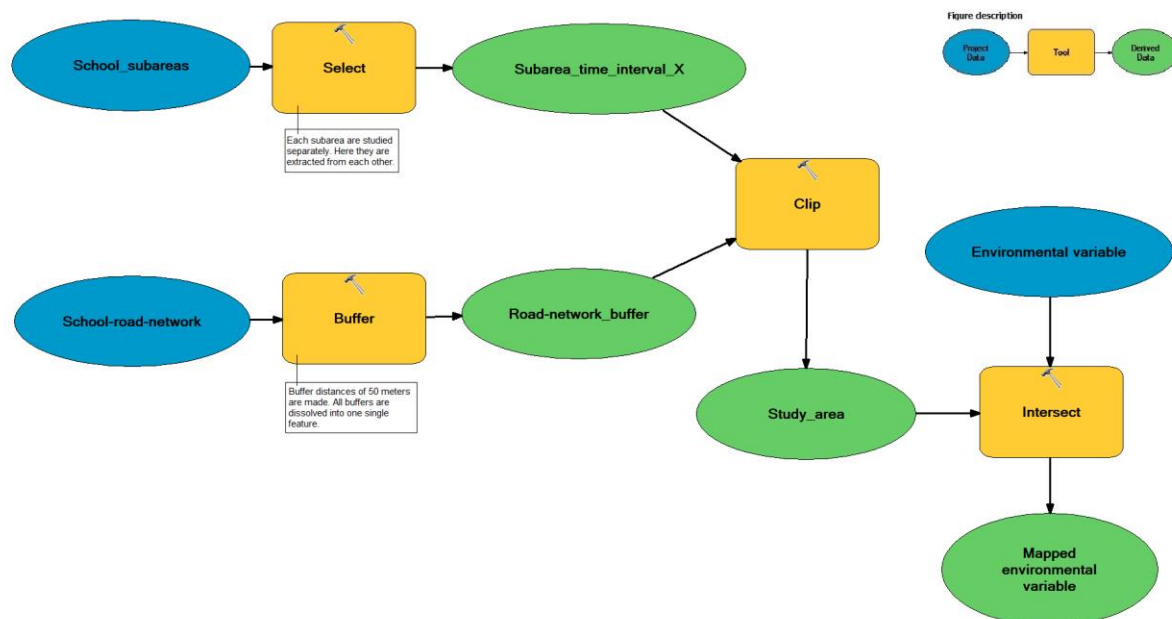 Figure description
Project
Data
Tool
Derived
Data
School_subareas
Select
Subarea_time_interval_X
Each subarea are studied
separately. Here they are
extracted from each other.
Clip
Environmental variable
School-road-network
Buffer
Road-network_buffer
Buffer distances of 50 meters
are made. All buffers are
dissolved into one single
feature.
Study_area
Intersect
Mapped
environmental
variable